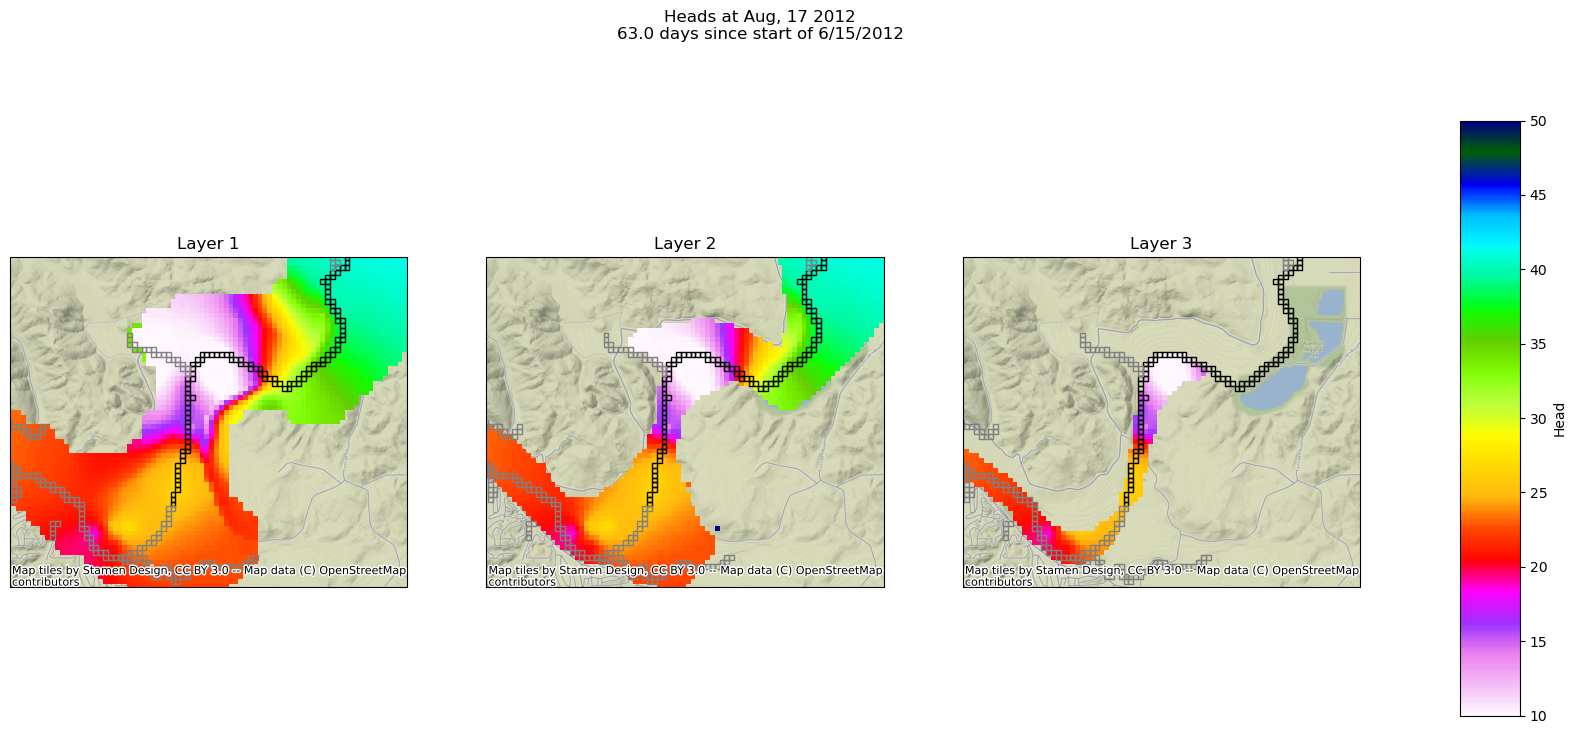 Heads at Aug, 17 2012
63.0 days since start of 6/15/2012
Layer 1
Layer 2
Layer 3
Map tiles by Stamen Design, CC BY 3.0 -- Map data (C) OpenStreetMap
contributors
Map tiles by Stamen Design, CC BY 3.0 -- Map data (C) OpenStreetMap
contributors
Map tiles by Stamen Design, CC BY 3.0 -- Map data (C) OpenStreetMap
contributors
50
45
40
35
30
25
20
15
10
Head